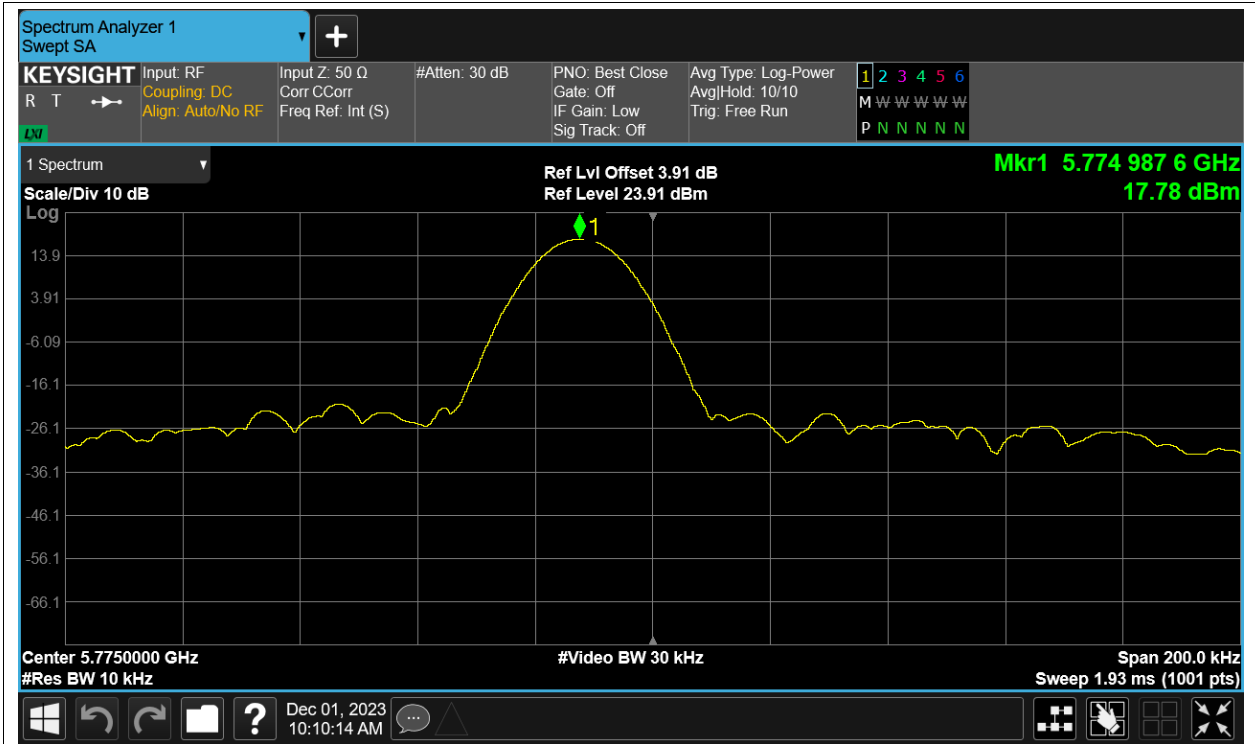 Spectrum Analyzer 1
Swept SA
KEYSIGHT
R T
LXI
Input: RF
Coupling: DC
Align: Auto/No RF
Input Z: 50 Ω
Corr CCorr
Freq Ref: Int (S)
#Atten: 30 dB
PNO: Best Close
Gate: Off
IF Gain: Low
Sig Track: Off
Avg Type: Log-Power
Avg|Hold: 10/10
Trig: Free Run
1 2 3 4 5 6
M W W W W W
P N N N N N
1 Spectrum
Scale/Div 10 dB
Log
Ref Lvl Offset 3.91 dB
Ref Level 23.91 dBm
Mkr1 5.774 987 6 GHz
17.78 dBm
1
13.9
3.91
-6.09
-16.1
-26.1
-36.1
-46.1
-56.1
-66.1
Center 5.7750000 GHz
#Res BW 10 kHz
#Video BW 30 kHz
Span 200.0 kHz
Sweep 1.93 ms (1001 pts)
?
Dec 01, 2023
10:10:14 AM